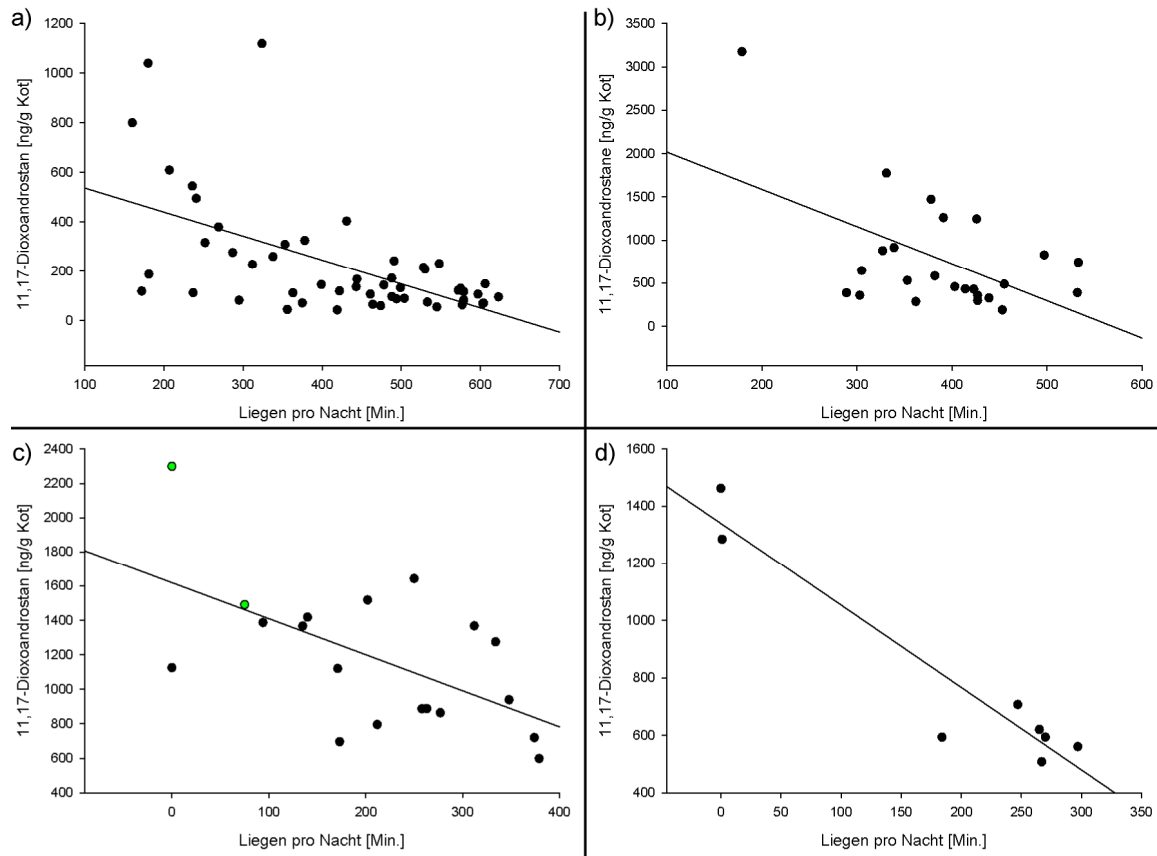 a)
1200
1000
800
600
400
200
0
11,17-Dioxoandrostan [ng/g Kot]
100 200 300 400 500 600 700
Liegen pro Nacht [Min.]
b)
3500
3000
2500
2000
1500
1000
500
0
11,17-Dioxoandrostane [ng/g Kot]
100 200 300 400 500 600
Liegen pro Nacht [Min.]
c)
2400
2200
2000
1800
1600
1400
1200
1000
800
600
400
11,17-Dioxoandrostan [ng/g Kot]
0 100 200 300 400
Liegen pro Nacht [Min.]
d)
1600
1400
1200
1000
800
600
400
11,17-Dioxoandrostan [ng/g Kot]
0 50 100 150 200 250 300 350
Liegen pro Nacht [Min.]